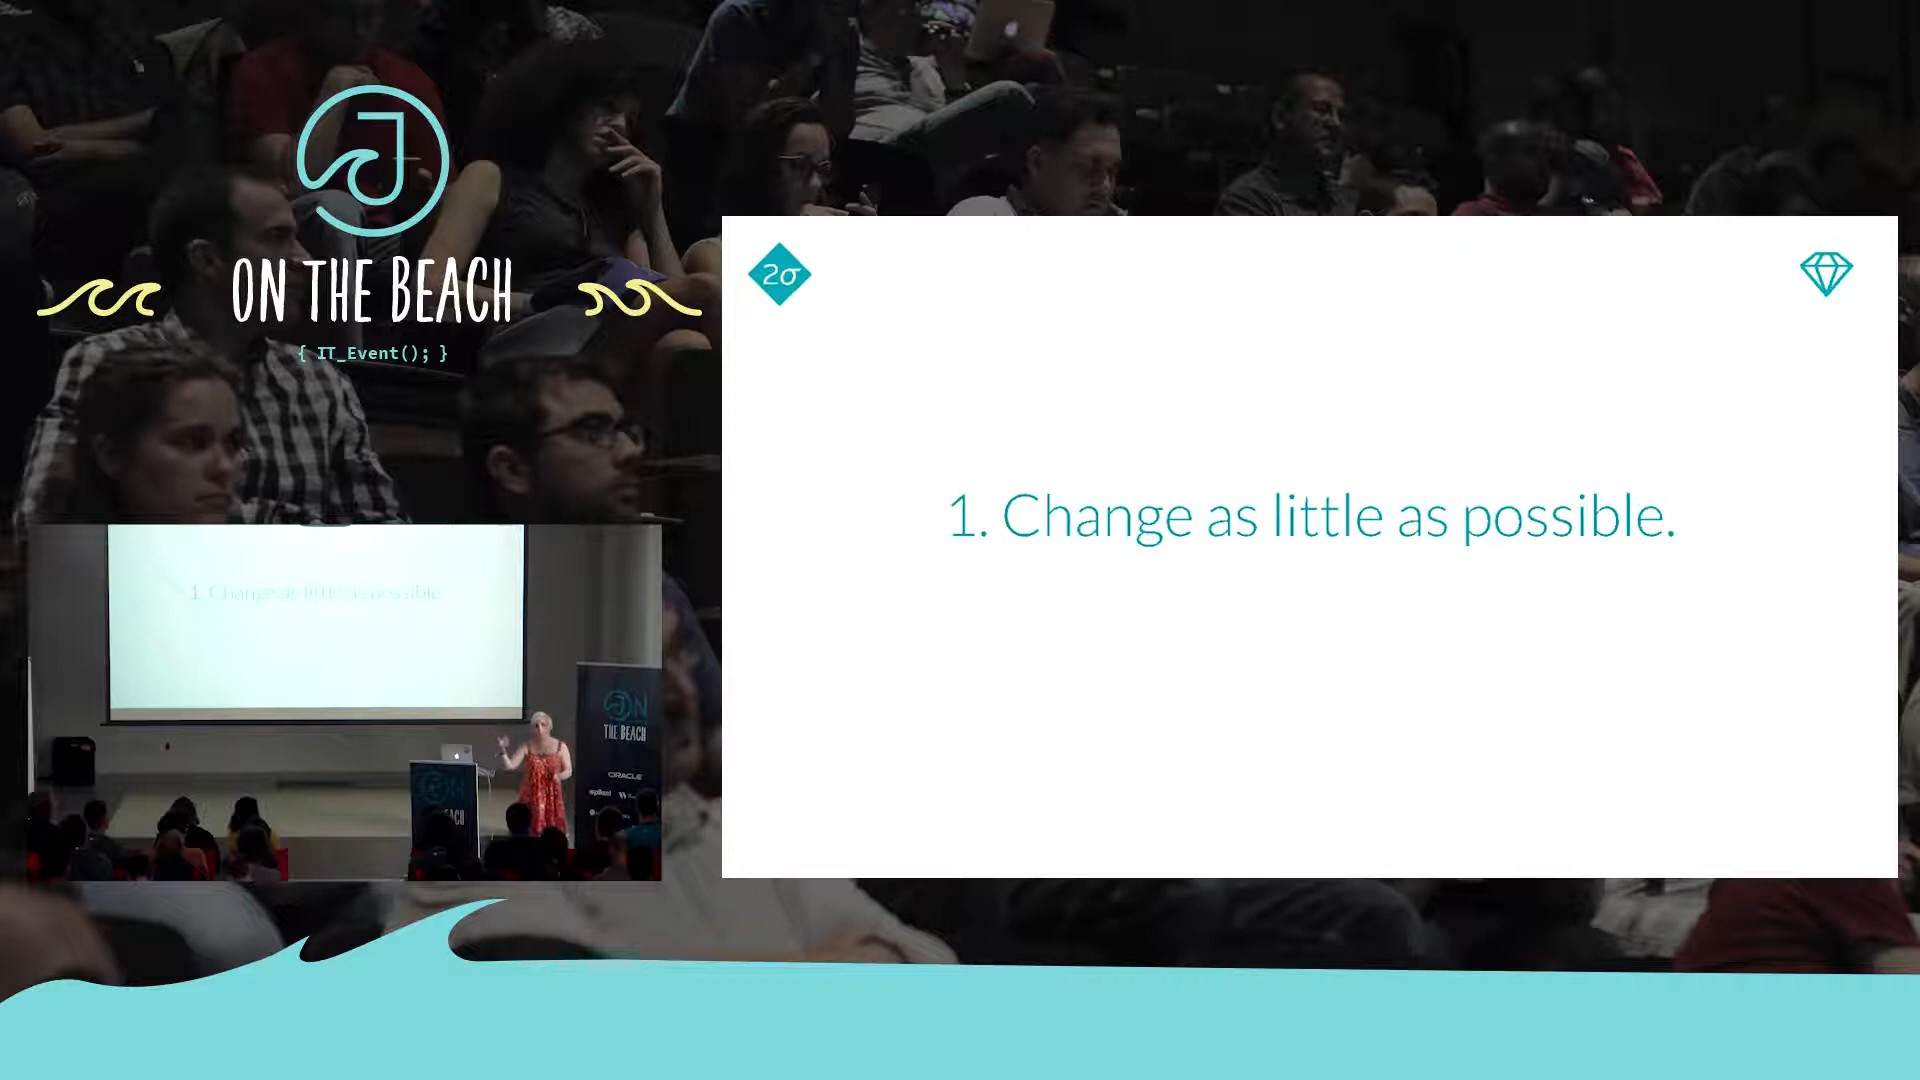 J
ON THE BEACH
{ IT_Event(); }
2σ
1. Change as little as possible.
1. Change as little as possible.
JON
THE BEACH
ORACLE